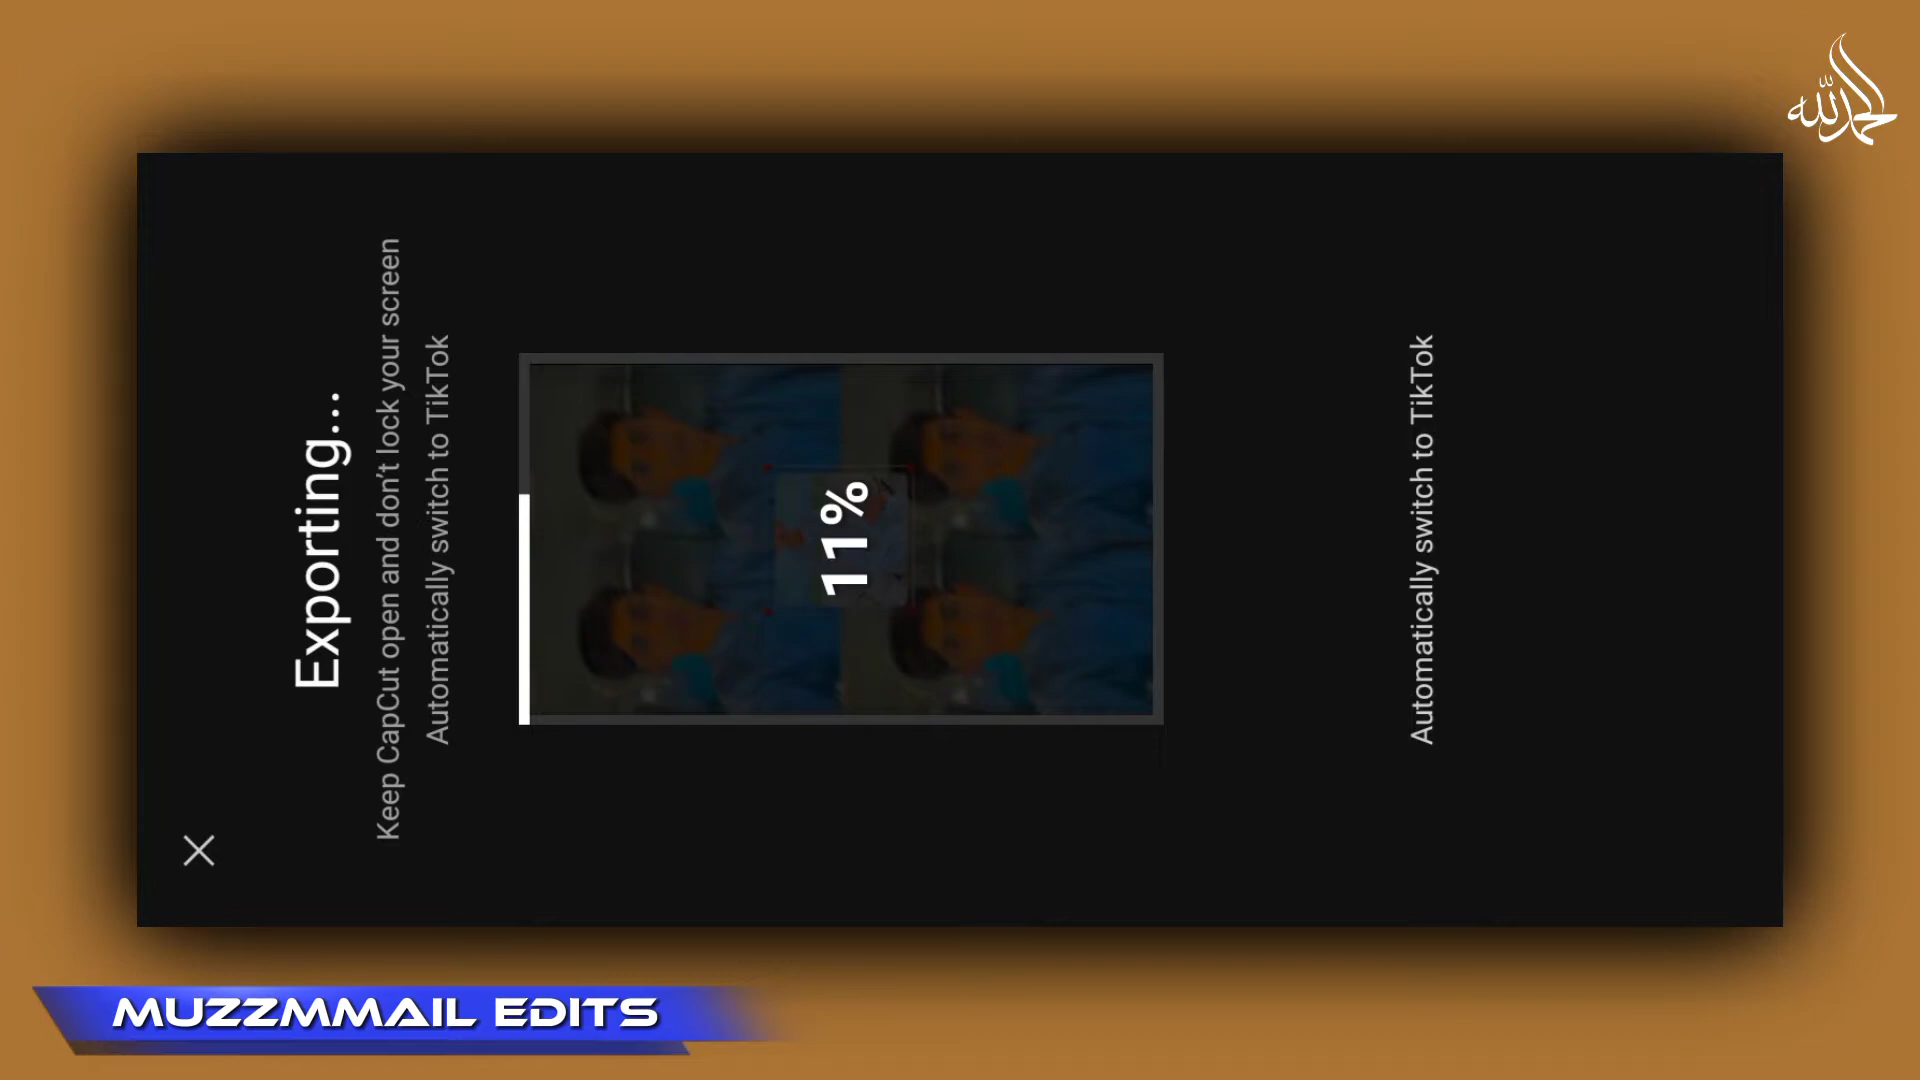 الحمد لله
Exporting...
Keep CapCut open and don't lock your screen
Automatically switch to TikTok
11%
Automatically switch to TikTok
MUZZMMAIL EDITS